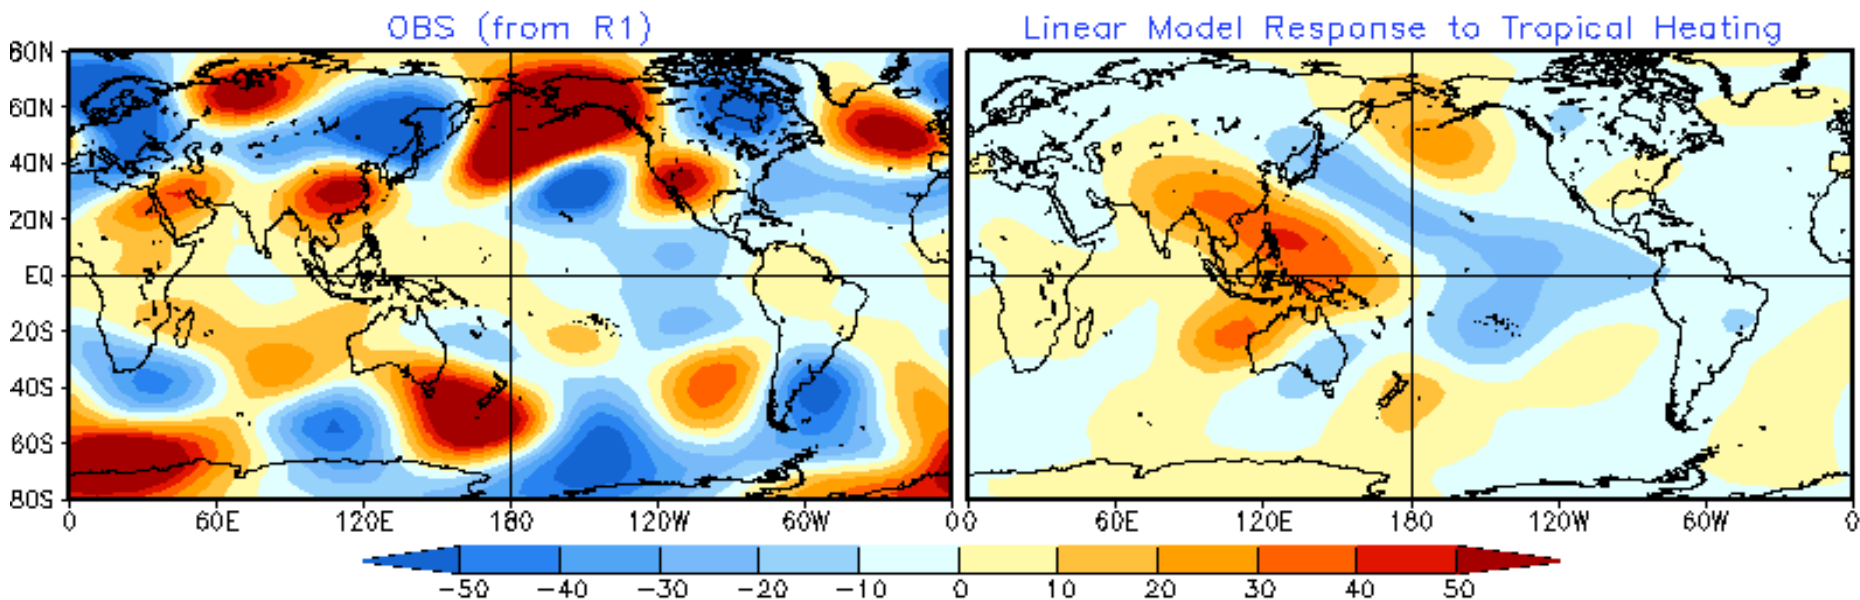 OBS (from R1)
Linear Model Response to Tropical Heating
80N
60N
40N
20N
EQ
20S
40S
60S
80S
0 60E 120E 180 120W 60W 0
0 60E 120E 180 120W 60W 0
-50 -40 -30 -20 -10 0 10 20 30 40 50